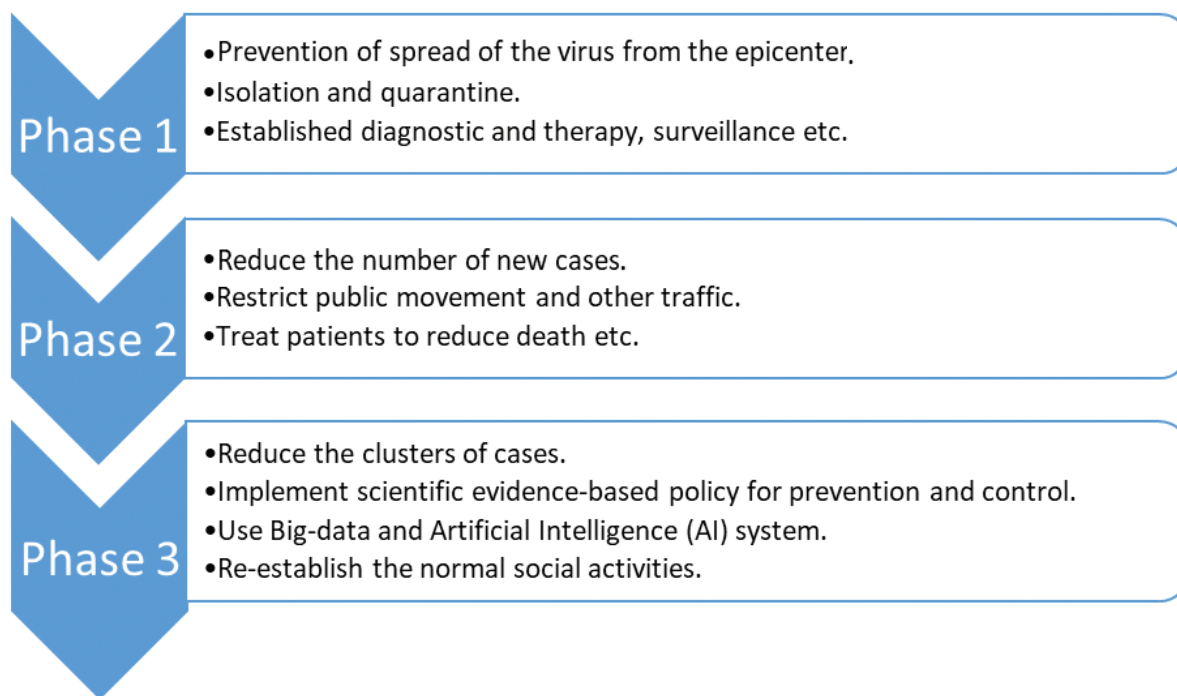 Phase 1
•Prevention of spread of the virus from the epicenter.
•Isolation and quarantine.
•Established diagnostic and therapy, surveillance etc.
Phase 2
•Reduce the number of new cases.
•Restrict public movement and other traffic.
•Treat patients to reduce death etc.
Phase 3
•Reduce the clusters of cases.
•Implement scientific evidence-based policy for prevention and control.
•Use Big-data and Artificial Intelligence (AI) system.
•Re-establish the normal social activities.